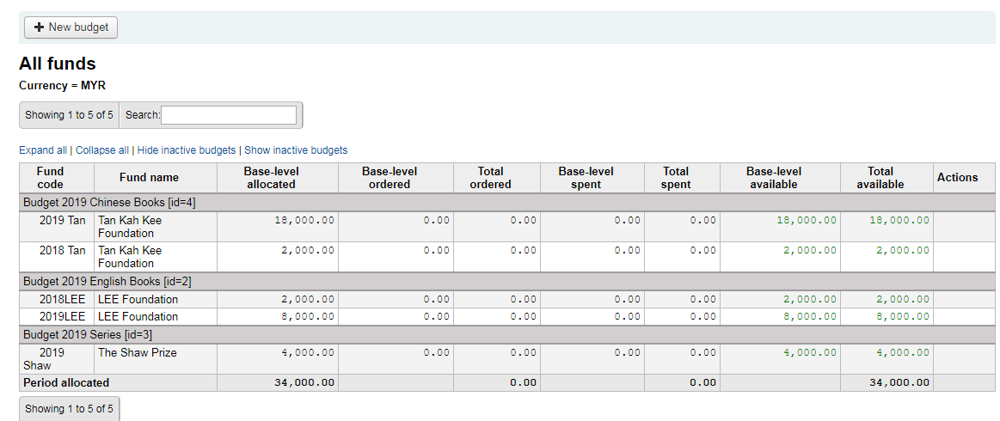 New budget
All funds
Currency = MYR
Showing 1 to 5 of 5 Search:
Expand all | Collapse all | Hide inactive budgets | Show inactive budgets
Fund code Fund name Base-level allocated Base-level ordered Total ordered Base-level spent Total spent Base-level available Total available Actions
Budget 2019 Chinese Books [id=4]
2019 Tan Tan Kah Kee Foundation 18,000.00 0.00 0.00 0.00 0.00 18,000.00 18,000.00
2018 Tan Tan Kah Kee Foundation 2,000.00 0.00 0.00 0.00 0.00 2,000.00 2,000.00
Budget 2019 English Books [id=2]
2018LEE LEE Foundation 2,000.00 0.00 0.00 0.00 0.00 2,000.00 2,000.00
2019LEE LEE Foundation 8,000.00 0.00 0.00 0.00 0.00 8,000.00 8,000.00
Budget 2019 Series [id=3]
2019 Shaw The Shaw Prize 4,000.00 0.00 0.00 0.00 0.00 4,000.00 4,000.00
Period allocated 34,000.00 0.00 0.00 34,000.00
Showing 1 to 5 of 5